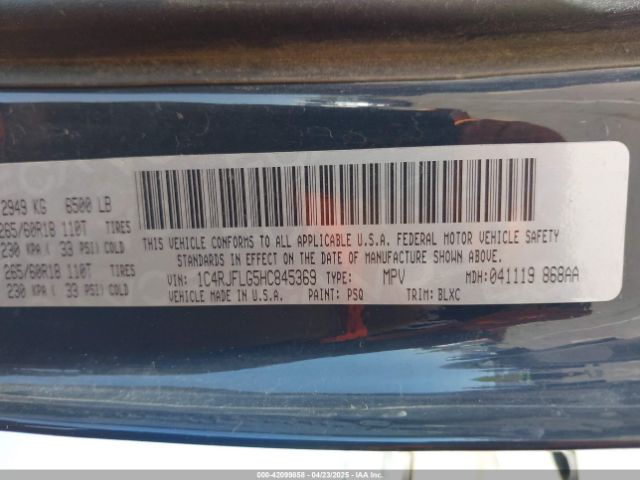 2949 KG 6500 LB
265/60R18 110T TIRES
230 KPA ( 33 PSI) COLD
265/60R18 110T TIRES
230 KPA ( 33 PSI) COLD
THIS VEHICLE CONFORMS TO ALL APPLICABLE U.S.A. FEDERAL MOTOR VEHICLE SAFETY
STANDARDS IN EFFECT ON THE DATE OF MANUFACTURE SHOWN ABOVE.
VIN: 1C4RJFLG5HC845369 TYPE: MPV MDH: 041119 868AA
VEHICLE MADE IN U.S.A. PAINT: PSQ TRIM: BLXC
000-42099858 - 04/23/2025 - IAAI, Inc.